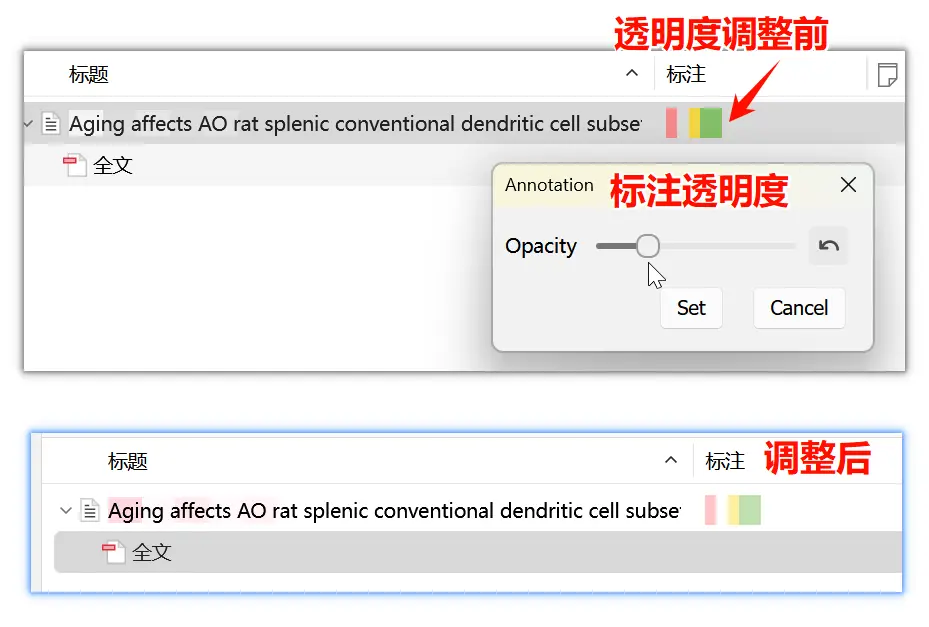 透明度调整前
标题 标注
Aging affects AO rat splenic conventional dendritic cell subse
全文
Annotation 标注透明度
Opacity
Set Cancel
标题 标注 调整后
Aging affects AO rat splenic conventional dendritic cell subse
全文